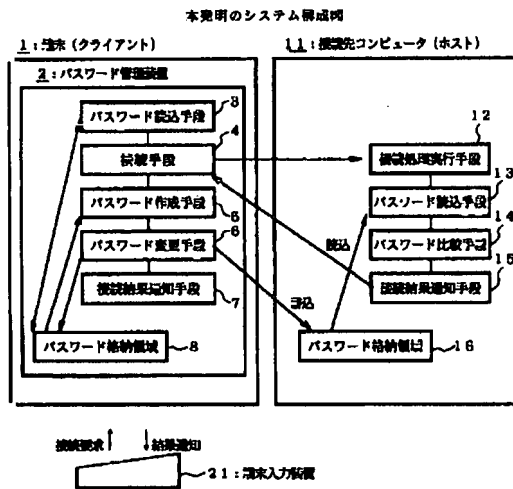 本発明のシステム構成図
1：端末（クライアント）
2：パスワード管理装置
パスワード読込手段
3
接続手段
4
パスワード作成手段
5
パスワード変更手段
6
接続結果通知手段
7
パスワード格納領域
8
11：接続先コンピュータ（ホスト）
接続処理実行手段
12
パスワード読込手段
13
パスワード比較手段
14
接続結果通知手段
15
読込
書込
パスワード格納領域
16
接続要求
結果通知
21：端末入力装置